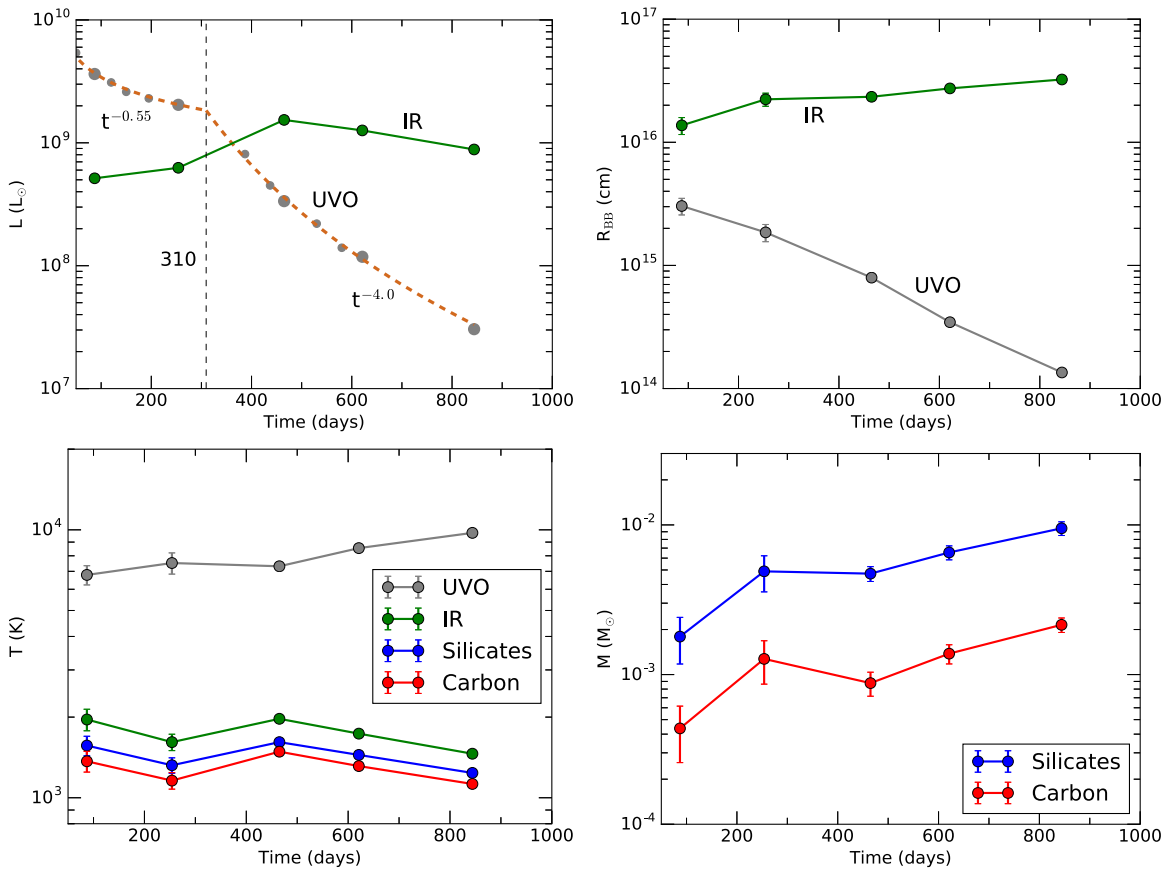 10^10
10^9
10^8
10^7
L (L_⊙)
t^−0.55
310
IR
UVO
t^−4.0
200 400 600 800 1000
Time (days)
10^17
10^16
10^15
10^14
R_BB (cm)
IR
UVO
200 400 600 800 1000
Time (days)
10^4
10^3
T (K)
UVO
IR
Silicates
Carbon
200 400 600 800 1000
Time (days)
10^−2
10^−3
10^−4
M (M_⊙)
Silicates
Carbon
200 400 600 800 1000
Time (days)